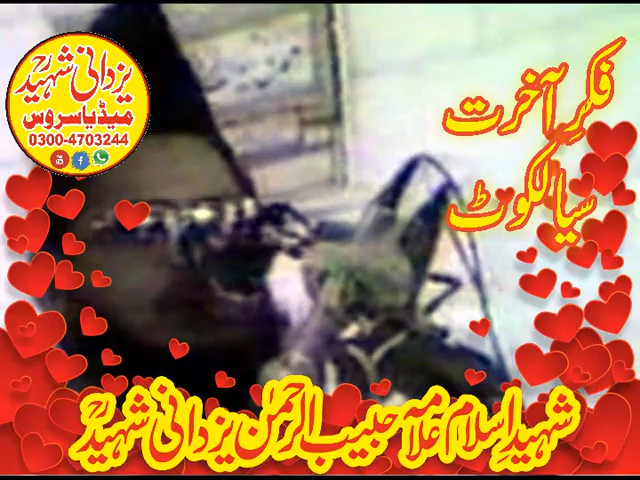 یزدانی شہیدؒ
میڈیا سروس
0300-4703244
فکرِ آخرت
سیالکوٹ
شہیدِ اسلام علامہ حبیب الرحمٰن یزدانی شہیدؒ